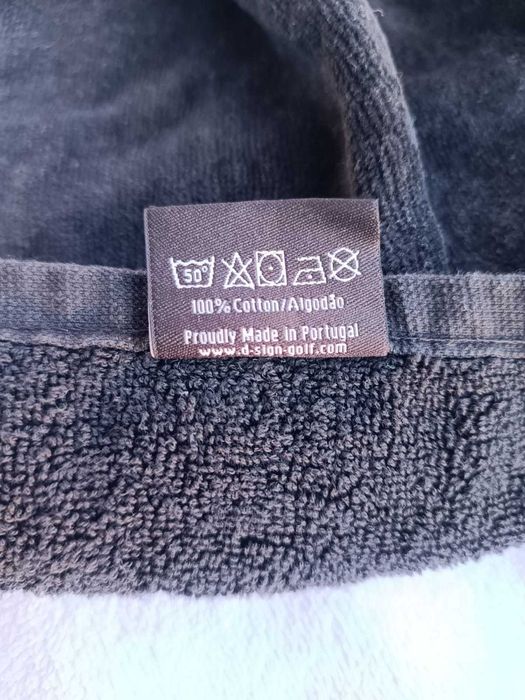 50°
100% Cotton/Algodão
Proudly Made in Portugal
www.d-sign-golf.com